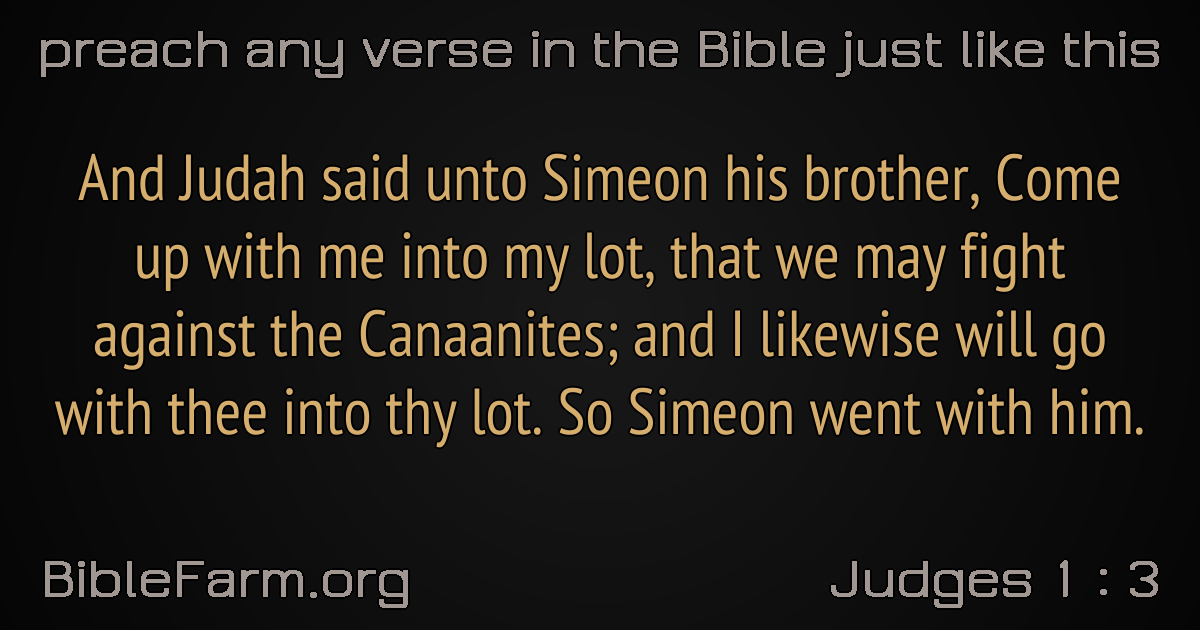 preach any verse in the Bible just like this
And Judah said unto Simeon his brother, Come
up with me into my lot, that we may fight
against the Canaanites; and I likewise will go
with thee into thy lot. So Simeon went with him.
BibleFarm.org
Judges 1 : 3